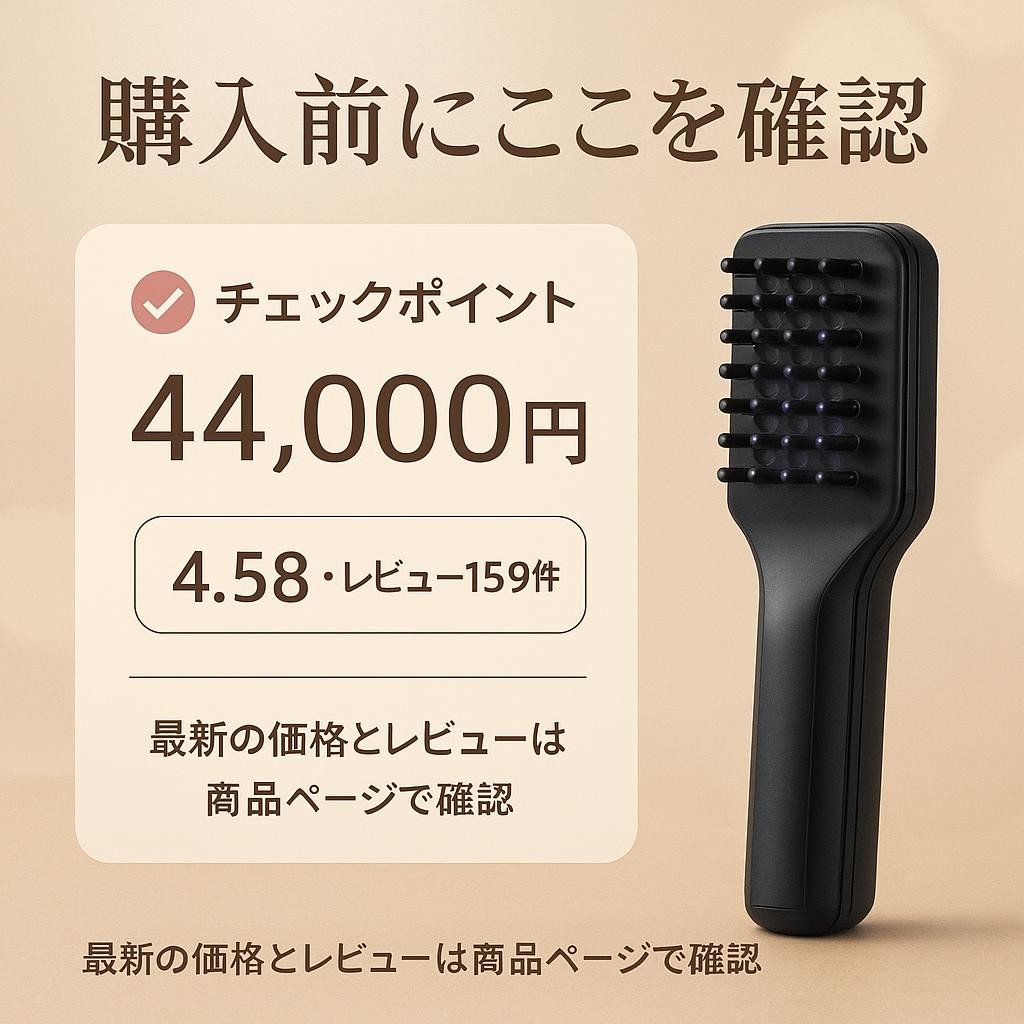 購入前にここを確認
チェックポイント
44,000円
4.58・レビュー159件
最新の価格とレビューは
商品ページで確認
最新の価格とレビューは商品ページで確認